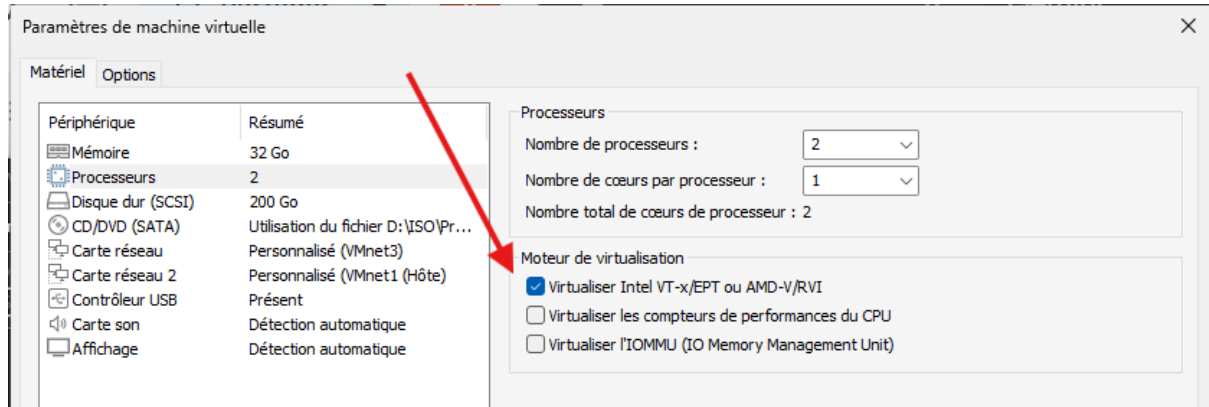 Paramètres de machine virtuelle
Matériel Options
Périphérique Résumé
Mémoire 32 Go
Processeurs 2
Disque dur (SCSI) 200 Go
CD/DVD (SATA) Utilisation du fichier D:\ISO\Pr...
Carte réseau Personnalisé (VMnet3)
Carte réseau 2 Personnalisé (VMnet1 (Hôte)
Contrôleur USB Présent
Carte son Détection automatique
Affichage Détection automatique
Processeurs
Nombre de processeurs : 2
Nombre de cœurs par processeur : 1
Nombre total de cœurs de processeur : 2
Moteur de virtualisation
Virtualiser Intel VT-x/EPT ou AMD-V/RVI
Virtualiser les compteurs de performances du CPU
Virtualiser l'IOMMU (IO Memory Management Unit)